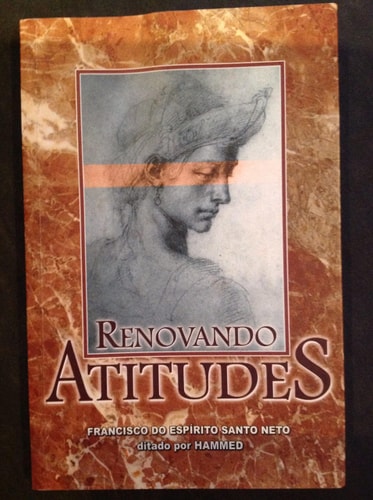 RENOVANDO
ATITUDES
FRANCISCO DO ESPÍRITO SANTO NETO
ditado por HAMMED